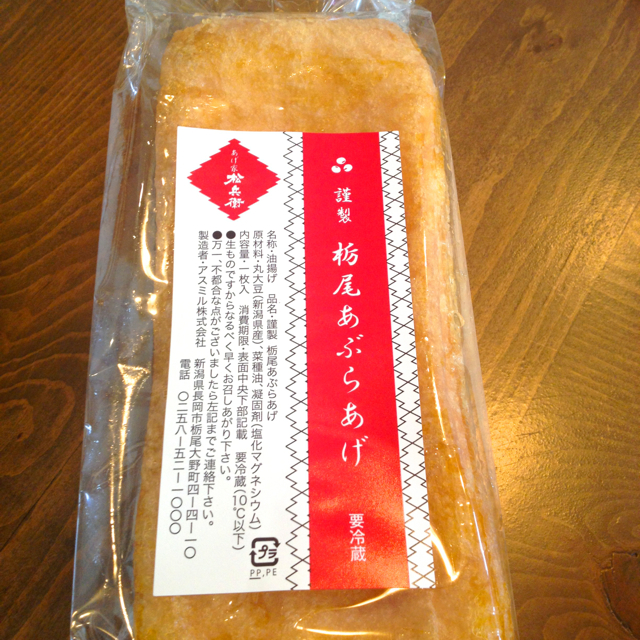 謹製 栃尾あぶらあげ 要冷蔵
あげ家
松兵衛
名称・油揚げ 品名・謹製 栃尾あぶらあげ
原材料・丸大豆(新潟県産)、菜種油、凝固剤(塩化マグネシウム)
内容量・一枚入 消費期限・表面中央下部記載 要冷蔵(10℃以下)
●生ものですからなるべく早くお召しあがり下さい。
●万一、不都合な点がございましたら左記までご連絡下さい。
製造者・アスミル株式会社 新潟県長岡市栃尾大野町四ー四ー一〇
電話 〇二五八ー五二ー一〇〇〇
プラ
PP,PE